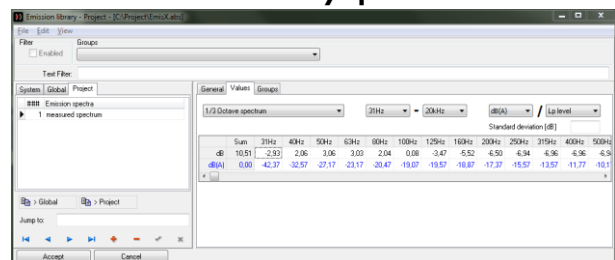 Emission library - Project - [C:\Project\EmisX.abs]
File Edit View
Filter Groups
Enabled
Text Filter:
System Global Project
### Emission spectra
1 measured spectrum
> Global > Project
Jump to:
Accept Cancel
General Values Groups
1/3 Octave spectrum 31Hz - 20kHz dB(A) / Lp level
Standard deviation [dB]
Sum 31Hz 40Hz 50Hz 63Hz 80Hz 100Hz 125Hz 160Hz 200Hz 250Hz 315Hz 400Hz 500Hz
dB 10,51 -2,93 2,06 3,06 3,03 2,04 0,08 -3,47 -5,52 -6,50 -6,94 -6,96 -6,96 -6,9
dB(A) 0,00 -42,37 -32,57 -27,17 -23,17 -20,47 -19,07 -19,57 -18,87 -17,37 -15,57 -13,57 -11,77 -10,1